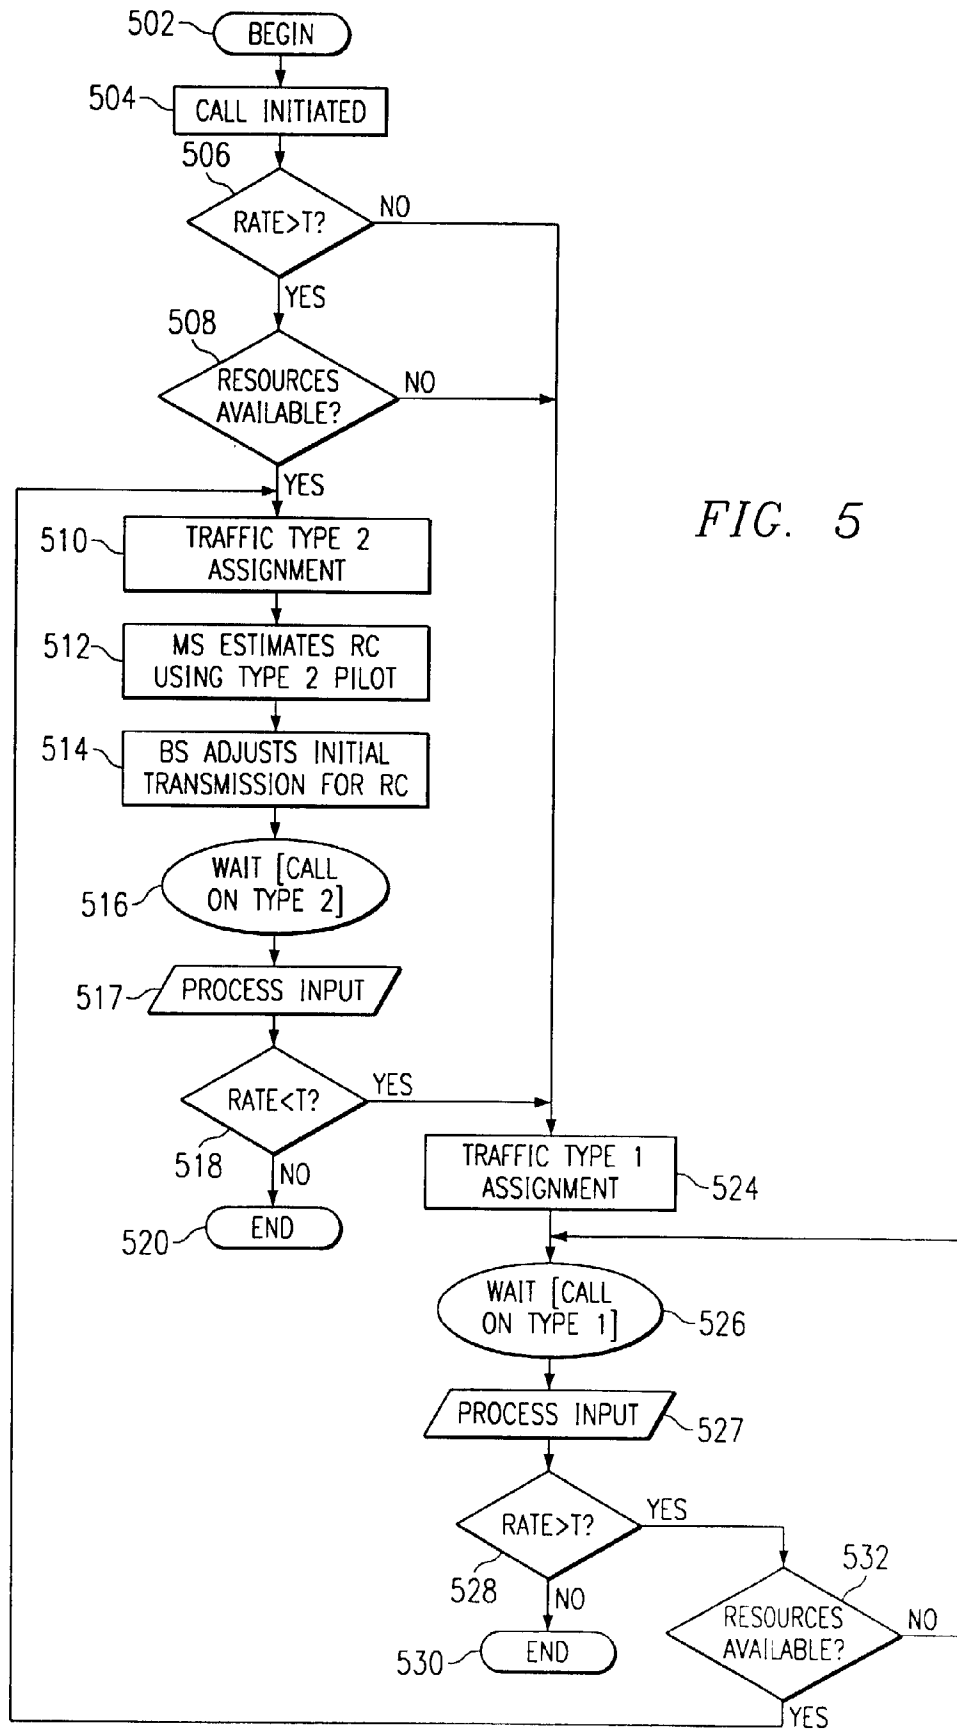 502
BEGIN
504
CALL INITIATED
506
RATE>T?
NO
YES
508
RESOURCES
AVAILABLE?
NO
YES
FIG. 5
510
TRAFFIC TYPE 2
ASSIGNMENT
512
MS ESTIMATES RC
USING TYPE 2 PILOT
514
BS ADJUSTS INITIAL
TRANSMISSION FOR RC
516
WAIT [CALL
ON TYPE 2]
517
PROCESS INPUT
RATE<T?
YES
518
NO
520
END
TRAFFIC TYPE 1
ASSIGNMENT
524
WAIT [CALL
ON TYPE 1]
526
PROCESS INPUT
527
RATE>T?
YES
528
NO
530
END
532
RESOURCES
AVAILABLE?
NO
YES